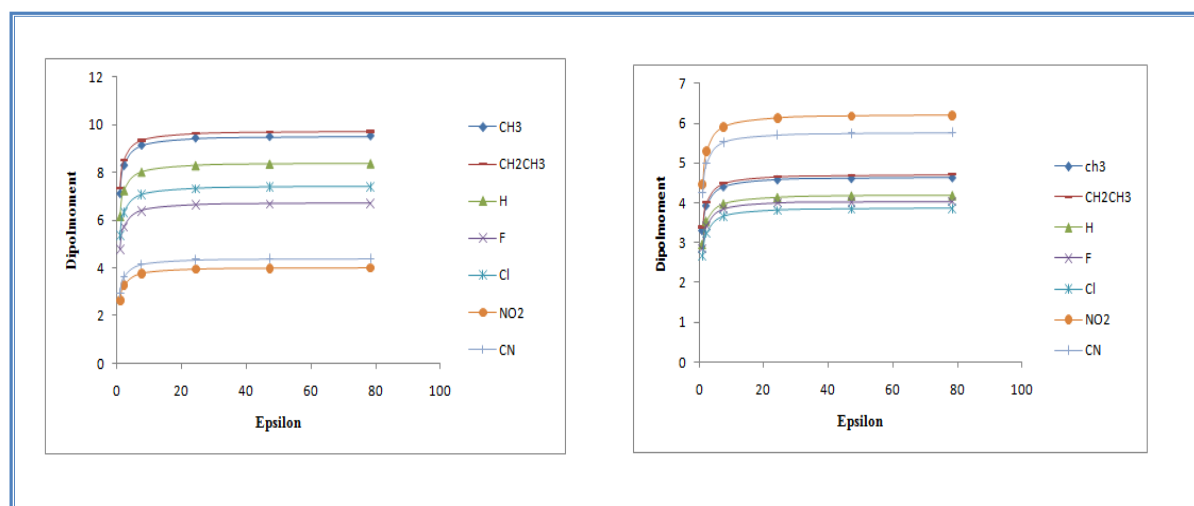 12
10
8
6
4
2
0
0 20 40 60 80 100
Dipolmoment
Epsilon
CH3
CH2CH3
H
F
Cl
NO2
CN
7
6
5
4
3
2
1
0
0 20 40 60 80 100
Dipolmoment
Epsilon
ch3
CH2CH3
H
F
Cl
NO2
CN